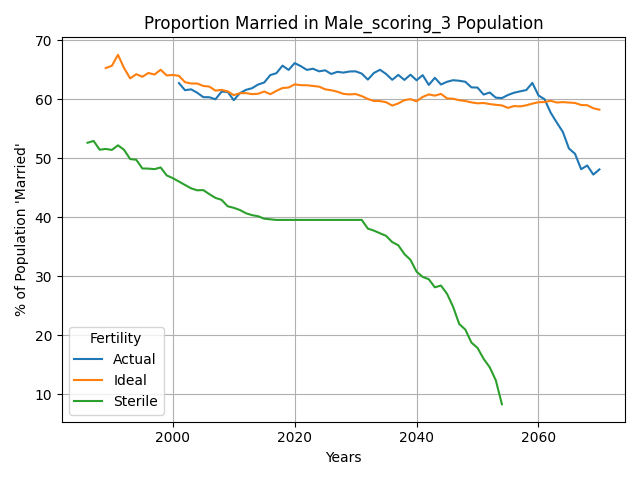 Proportion Married in Male_scoring_3 Population
70
60
50
40
30
20
10
% of Population 'Married'
Fertility
Actual
Ideal
Sterile
2000
2020
2040
2060
Years